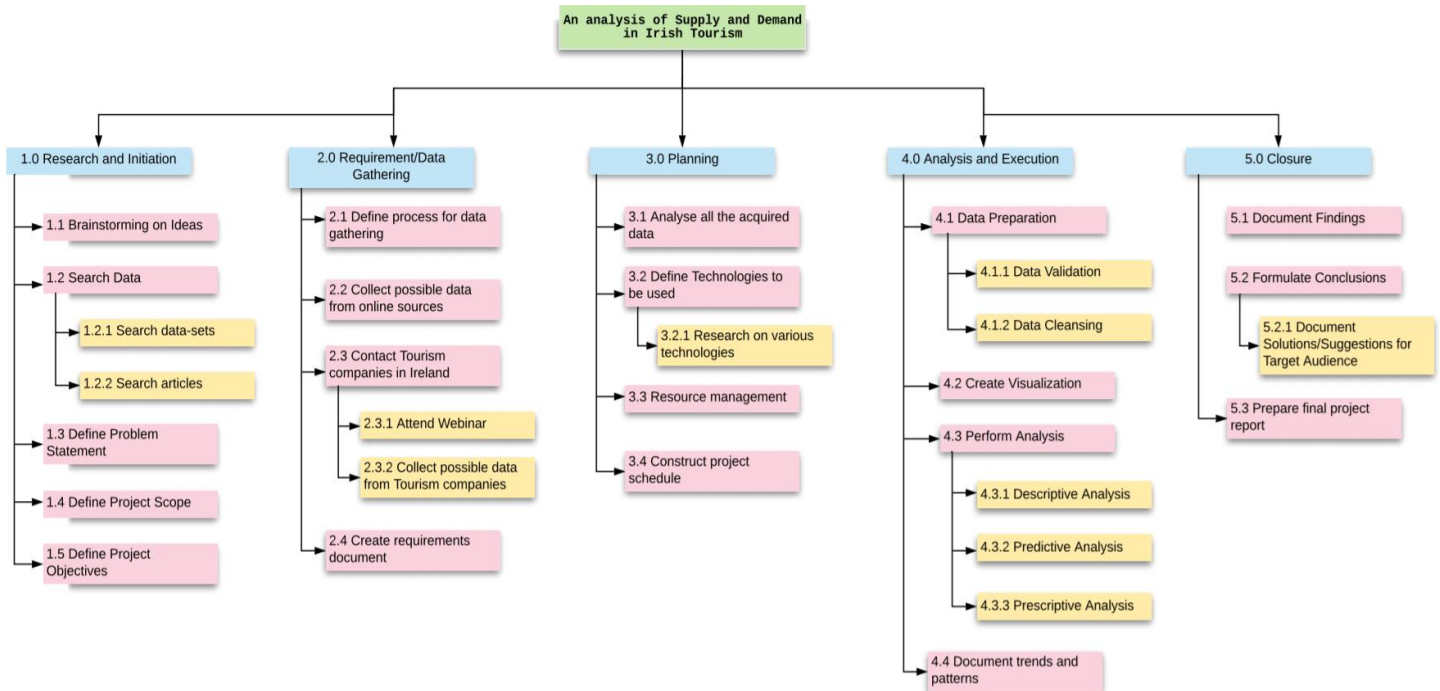 An analysis of Supply and Demand
in Irish Tourism
1.0 Research and Initiation
1.1 Brainstorming on Ideas
1.2 Search Data
1.2.1 Search data-sets
1.2.2 Search articles
1.3 Define Problem
Statement
1.4 Define Project Scope
1.5 Define Project
Objectives
2.0 Requirement/Data
Gathering
2.1 Define process for data
gathering
2.2 Collect possible data
from online sources
2.3 Contact Tourism
companies in Ireland
2.3.1 Attend Webinar
2.3.2 Collect possible data
from Tourism companies
2.4 Create requirements
document
3.0 Planning
3.1 Analyse all the acquired
data
3.2 Define Technologies to
be used
3.2.1 Research on various
technologies
3.3 Resource management
3.4 Construct project
schedule
4.0 Analysis and Execution
4.1 Data Preparation
4.1.1 Data Validation
4.1.2 Data Cleansing
4.2 Create Visualization
4.3 Perform Analysis
4.3.1 Descriptive Analysis
4.3.2 Predictive Analysis
4.3.3 Prescriptive Analysis
4.4 Document trends and
patterns
5.0 Closure
5.1 Document Findings
5.2 Formulate Conclusions
5.2.1 Document
Solutions/Suggestions for
Target Audience
5.3 Prepare final project
report